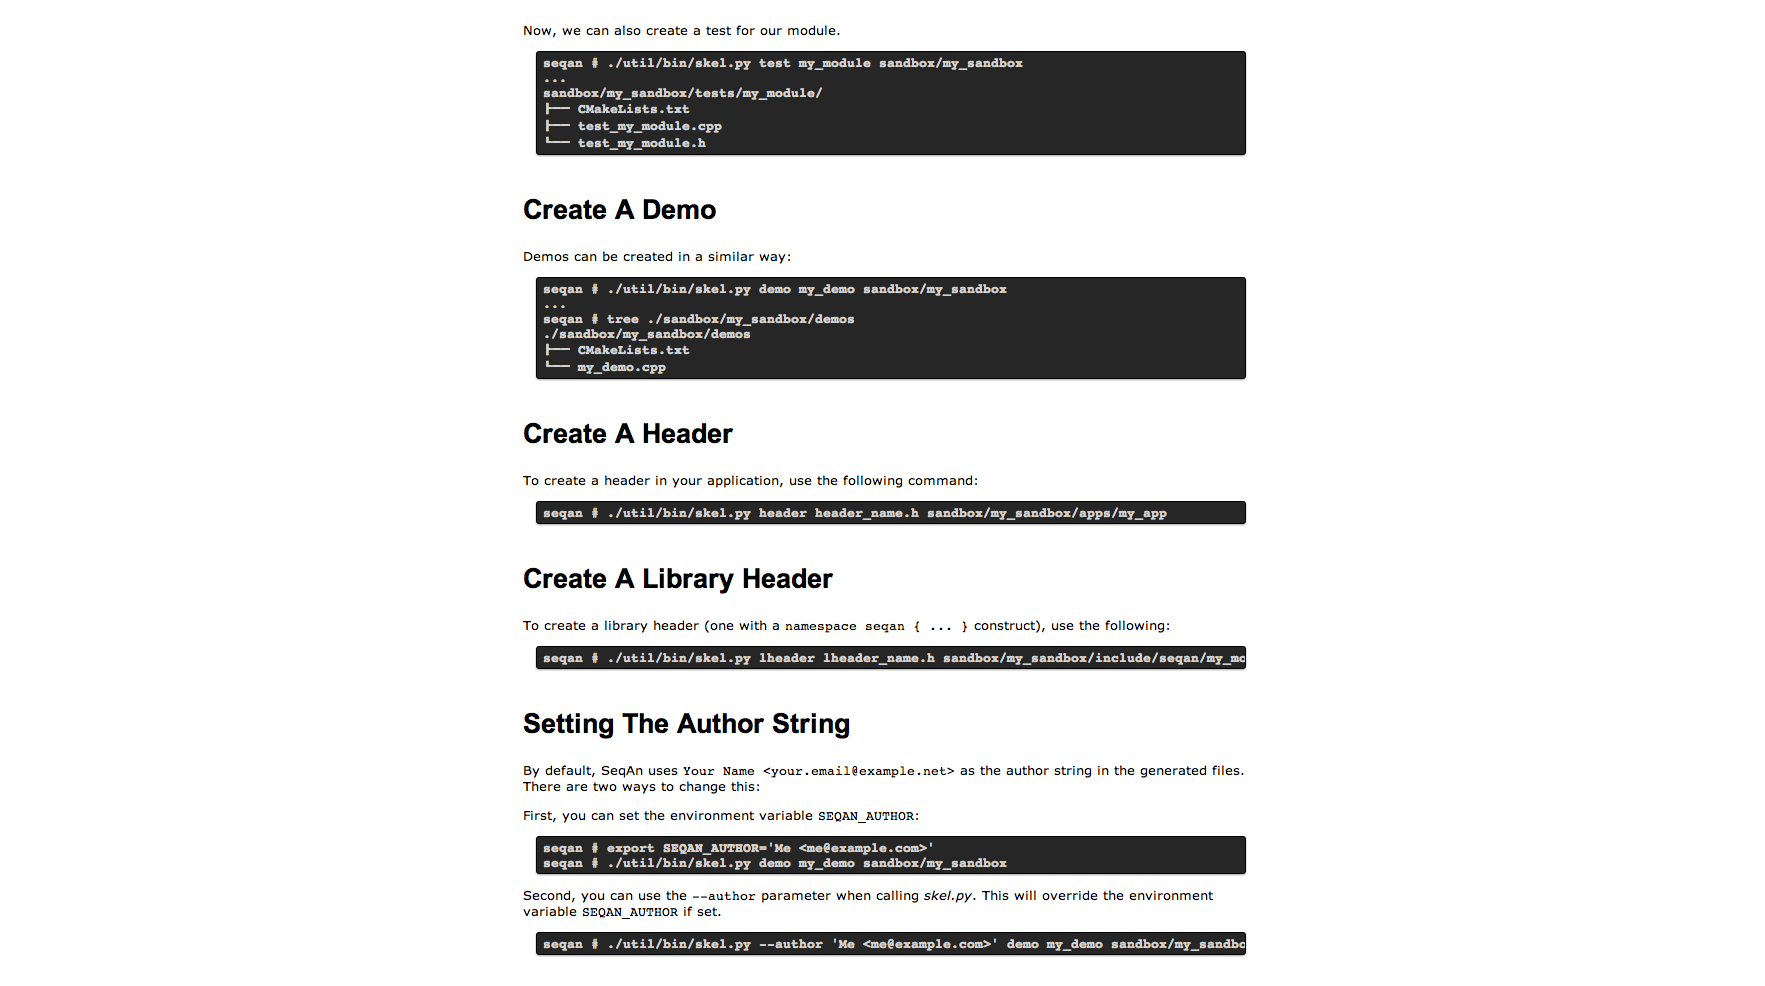 Now, we can also create a test for our module.
seqan # ./util/bin/skel.py test my_module sandbox/my_sandbox
...
sandbox/my_sandbox/tests/my_module/
├── CMakeLists.txt
├── test_my_module.cpp
└── test_my_module.h
Create A Demo
Demos can be created in a similar way:
seqan # ./util/bin/skel.py demo my_demo sandbox/my_sandbox
...
seqan # tree ./sandbox/my_sandbox/demos
./sandbox/my_sandbox/demos
├── CMakeLists.txt
└── my_demo.cpp
Create A Header
To create a header in your application, use the following command:
seqan # ./util/bin/skel.py header header_name.h sandbox/my_sandbox/apps/my_app
Create A Library Header
To create a library header (one with a namespace seqan { ... } construct), use the following:
seqan # ./util/bin/skel.py lheader lheader_name.h sandbox/my_sandbox/include/seqan/my_mo
Setting The Author String
By default, SeqAn uses Your Name <your.email@example.net> as the author string in the generated files.
There are two ways to change this:
First, you can set the environment variable SEQAN_AUTHOR:
seqan # export SEQAN_AUTHOR='Me <me@example.com>'
seqan # ./util/bin/skel.py demo my_demo sandbox/my_sandbox
Second, you can use the --author parameter when calling skel.py. This will override the environment
variable SEQAN_AUTHOR if set.
seqan # ./util/bin/skel.py --author 'Me <me@example.com>' demo my_demo sandbox/my_sandbo